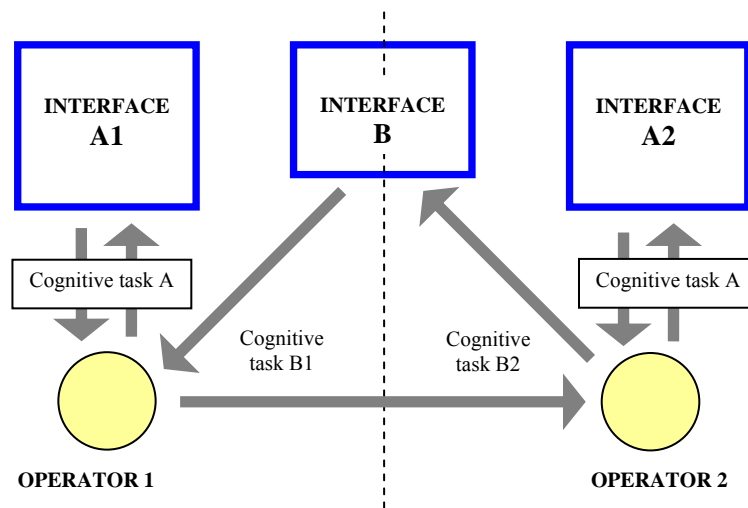 INTERFACE
A1
INTERFACE
B
INTERFACE
A2
Cognitive task A
Cognitive task A
Cognitive
task B1
Cognitive
task B2
OPERATOR 1
OPERATOR 2